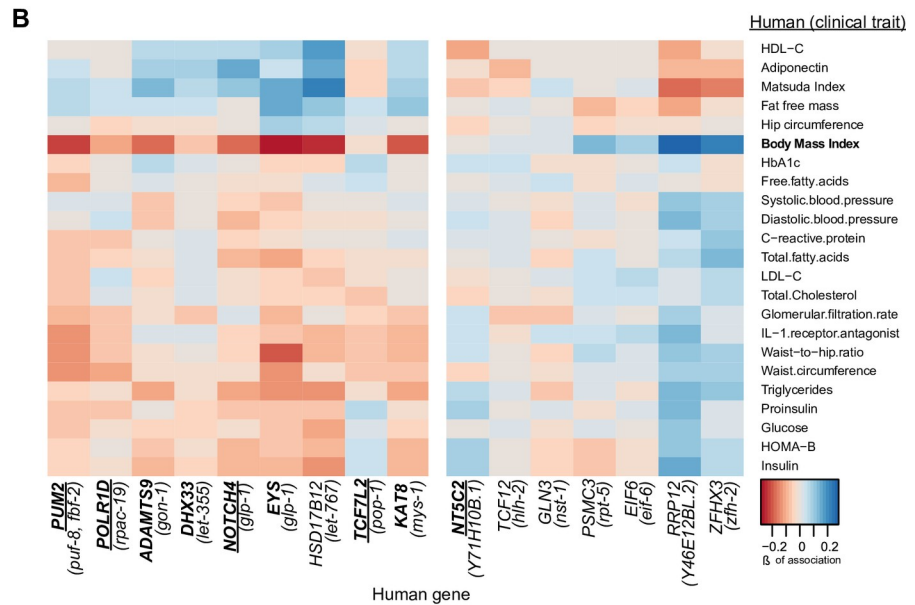 B
Human (clinical trait)
HDL−C
Adiponectin
Matsuda Index
Fat free mass
Hip circumference
Body Mass Index
HbA1c
Free.fatty.acids
Systolic.blood.pressure
Diastolic.blood.pressure
C−reactive.protein
Total.fatty.acids
LDL−C
Total.Cholesterol
Glomerular.filtration.rate
IL−1.receptor.antagonist
Waist−to−hip.ratio
Waist.circumference
Triglycerides
Proinsulin
Glucose
HOMA−B
Insulin
PUM2
(puf-8, fbf-2)
POLR1D
(rpac-19)
ADAMTS9
(gon-1)
DHX33
(let-355)
NOTCH4
(glp-1)
EYS
(glp-1)
HSD17B12
(let-767)
TCF7L2
(pop-1)
KAT8
(mys-1)
NT5C2
(Y71H10B.1)
TCF12
(hlh-2)
GLN3
(nst-1)
PSMC3
(rpt-5)
EIF6
(eif-6)
RRP12
(Y46E12BL.2)
ZFHX3
(zfh-2)
−0.2 0 0.2
ß of association
Human gene